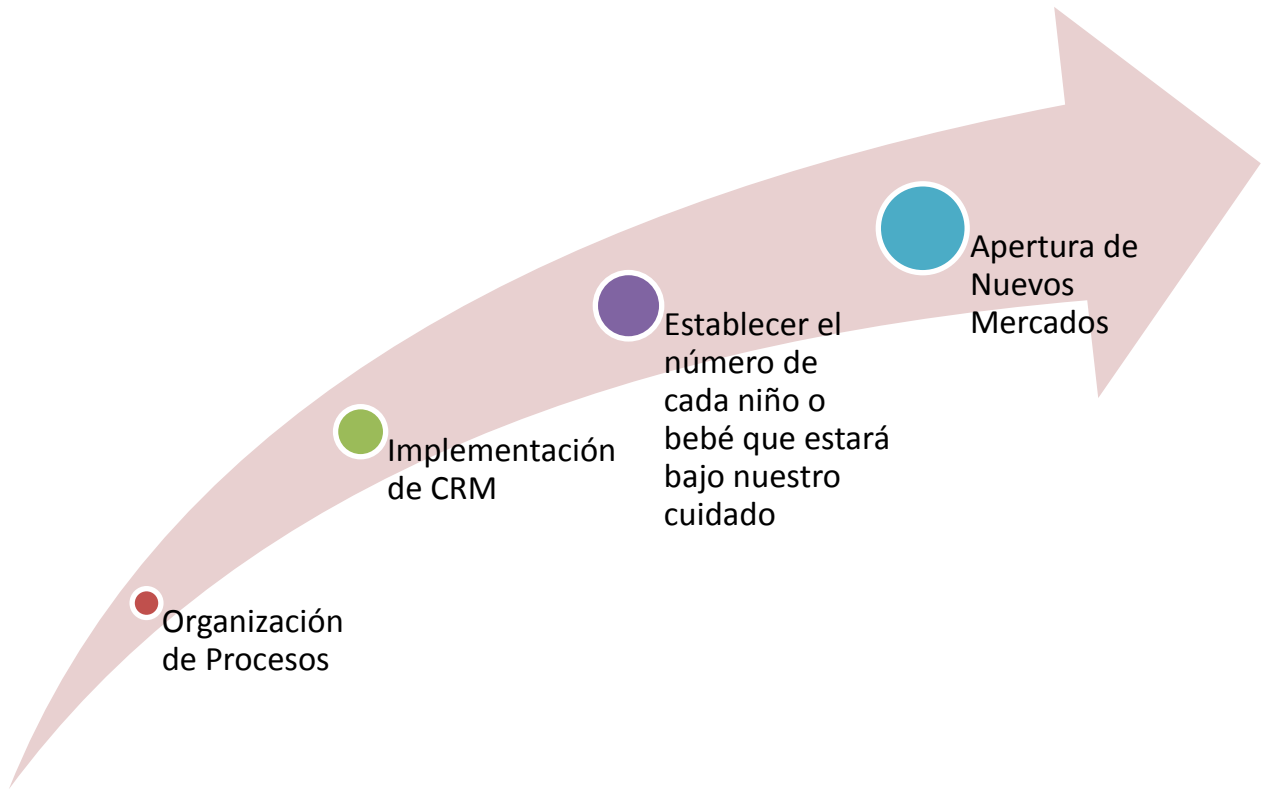 Organización
de Procesos
Implementación
de CRM
Establecer el
número de
cada niño o
bebé que estará
bajo nuestro
cuidado
Apertura de
Nuevos
Mercados